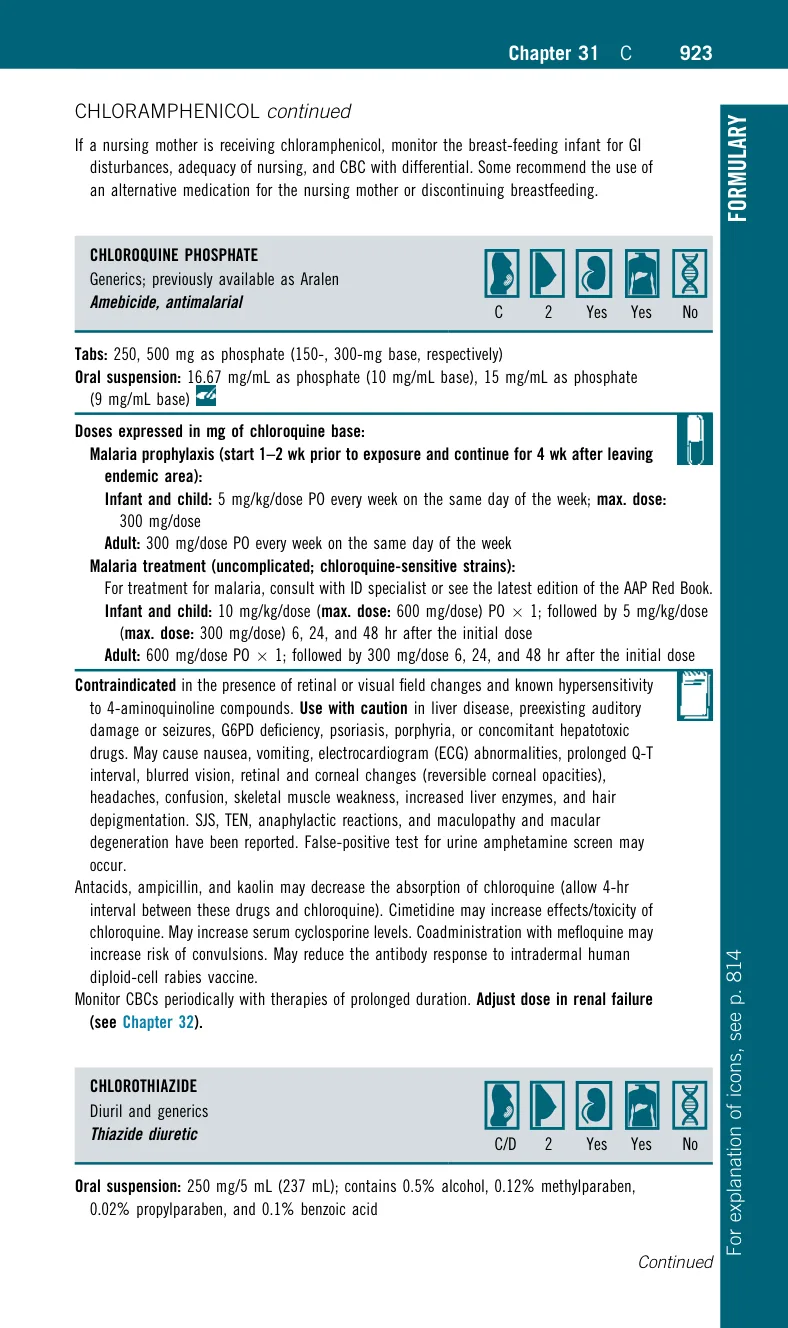 Chapter 31 C 923
CHLORAMPHENICOL continued
If a nursing mother is receiving chloramphenicol, monitor the breast-feeding infant for GI
disturbances, adequacy of nursing, and CBC with differential. Some recommend the use of
an alternative medication for the nursing mother or discontinuing breastfeeding.
FORMULARY
CHLOROQUINE PHOSPHATE
Generics; previously available as Aralen
Amebicide, antimalarial
C 2 Yes Yes No
Tabs: 250, 500 mg as phosphate (150-, 300-mg base, respectively)
Oral suspension: 16.67 mg/mL as phosphate (10 mg/mL base), 15 mg/mL as phosphate
(9 mg/mL base)
Doses expressed in mg of chloroquine base:
Malaria prophylaxis (start 1–2 wk prior to exposure and continue for 4 wk after leaving
endemic area):
Infant and child: 5 mg/kg/dose PO every week on the same day of the week; max. dose:
300 mg/dose
Adult: 300 mg/dose PO every week on the same day of the week
Malaria treatment (uncomplicated; chloroquine-sensitive strains):
For treatment for malaria, consult with ID specialist or see the latest edition of the AAP Red Book.
Infant and child: 10 mg/kg/dose (max. dose: 600 mg/dose) PO × 1; followed by 5 mg/kg/dose
(max. dose: 300 mg/dose) 6, 24, and 48 hr after the initial dose
Adult: 600 mg/dose PO × 1; followed by 300 mg/dose 6, 24, and 48 hr after the initial dose
Contraindicated in the presence of retinal or visual field changes and known hypersensitivity
to 4-aminoquinoline compounds. Use with caution in liver disease, preexisting auditory
damage or seizures, G6PD deficiency, psoriasis, porphyria, or concomitant hepatotoxic
drugs. May cause nausea, vomiting, electrocardiogram (ECG) abnormalities, prolonged Q-T
interval, blurred vision, retinal and corneal changes (reversible corneal opacities),
headaches, confusion, skeletal muscle weakness, increased liver enzymes, and hair
depigmentation. SJS, TEN, anaphylactic reactions, and maculopathy and macular
degeneration have been reported. False-positive test for urine amphetamine screen may
occur.
Antacids, ampicillin, and kaolin may decrease the absorption of chloroquine (allow 4-hr
interval between these drugs and chloroquine). Cimetidine may increase effects/toxicity of
chloroquine. May increase serum cyclosporine levels. Coadministration with mefloquine may
increase risk of convulsions. May reduce the antibody response to intradermal human
diploid-cell rabies vaccine.
Monitor CBCs periodically with therapies of prolonged duration. Adjust dose in renal failure
(see Chapter 32).
CHLOROTHIAZIDE
Diuril and generics
Thiazide diuretic
C/D 2 Yes Yes No
Oral suspension: 250 mg/5 mL (237 mL); contains 0.5% alcohol, 0.12% methylparaben,
0.02% propylparaben, and 0.1% benzoic acid
For explanation of icons, see p. 814
Continued